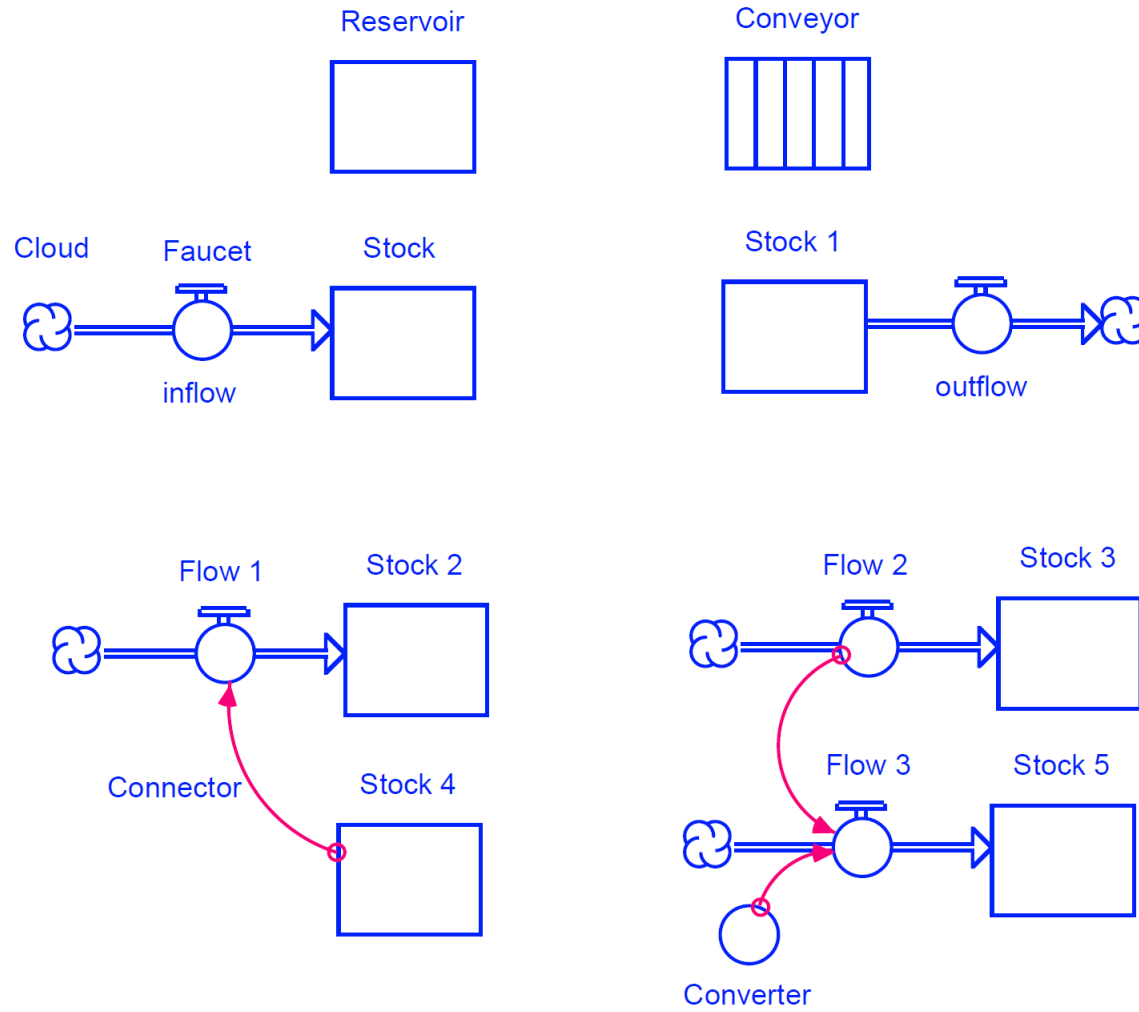 Reservoir
Conveyor
Cloud
Faucet
Stock
Stock 1
inflow
outflow
Flow 1
Stock 2
Flow 2
Stock 3
Connector
Stock 4
Flow 3
Stock 5
Converter